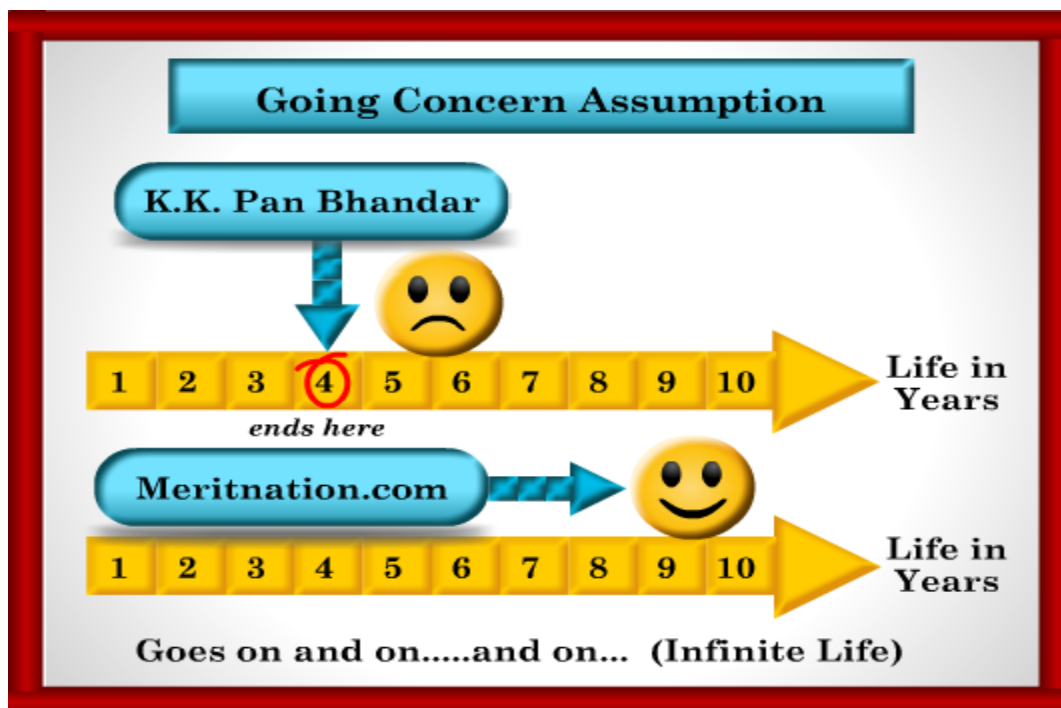 Going Concern Assumption
K.K. Pan Bhandar
1 2 3 4 5 6 7 8 9 10
Life in
Years
ends here
Meritnation.com
1 2 3 4 5 6 7 8 9 10
Life in
Years
Goes on and on.....and on... (Infinite Life)